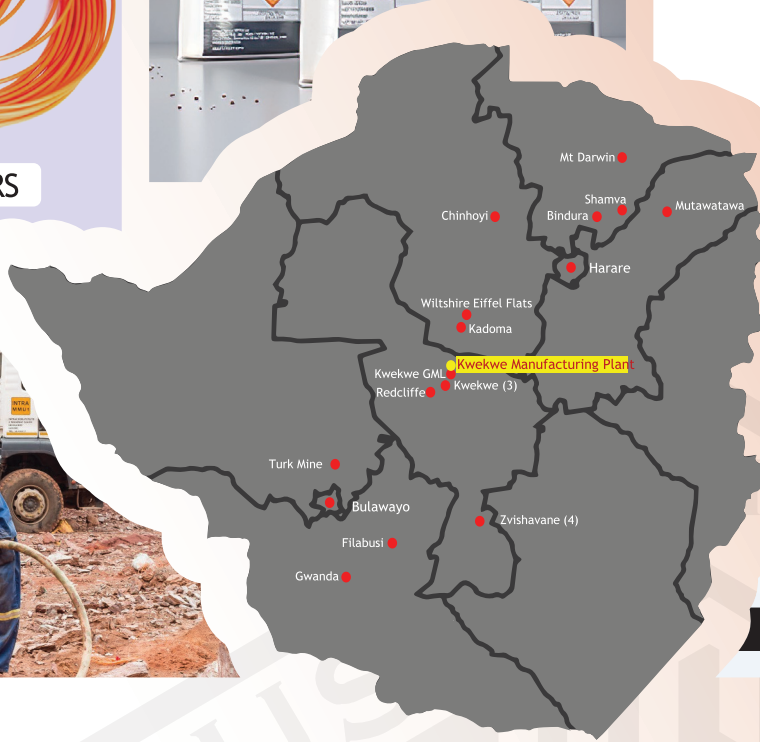 RS
INTRA
Mt Darwin
Shamva
Mutawatawa
Chinhoyi
Bindura
Harare
Wiltshire Eiffel Flats
Kadoma
Kwekwe Manufacturing Plant
Kwekwe GML
Kwekwe (3)
Redcliffe
Turk Mine
Bulawayo
Zvishavane (4)
Filabusi
Gwanda